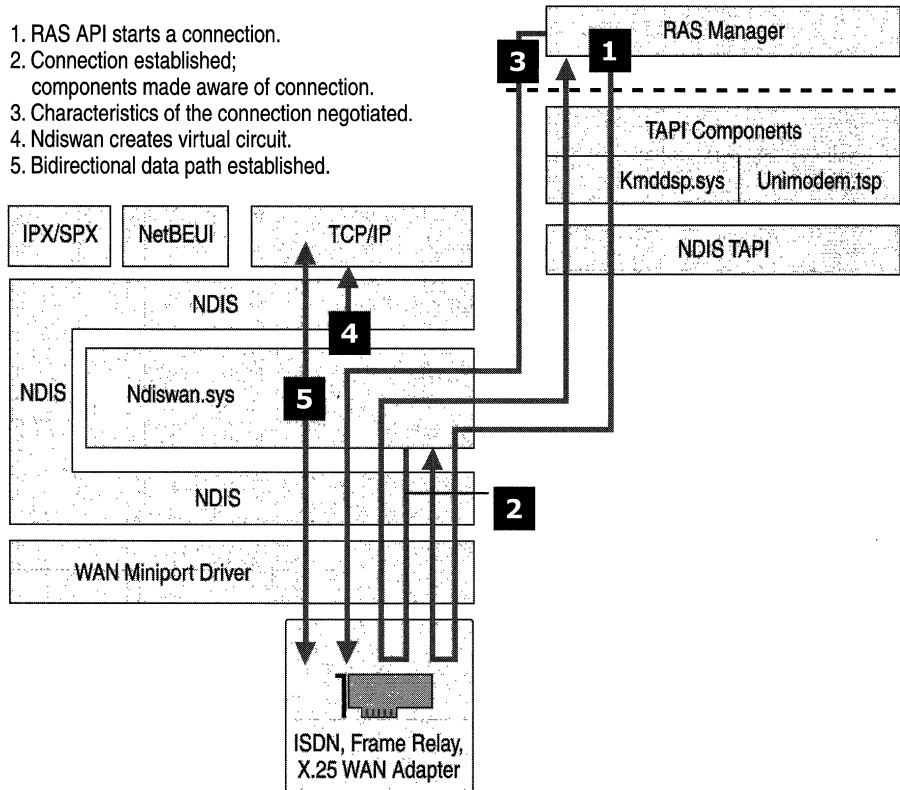 1. RAS API starts a connection.
2. Connection established;
components made aware of connection.
3. Characteristics of the connection negotiated.
4. Ndiswan creates virtual circuit.
5. Bidirectional data path established.
RAS Manager
3
1
TAPI Components
Kmddsp.sys
Unimodem.tsp
NDIS TAPI
IPX/SPX
NetBEUI
TCP/IP
NDIS
4
NDIS
Ndiswan.sys
5
NDIS
2
WAN Miniport Driver
ISDN, Frame Relay,
X.25 WAN Adapter